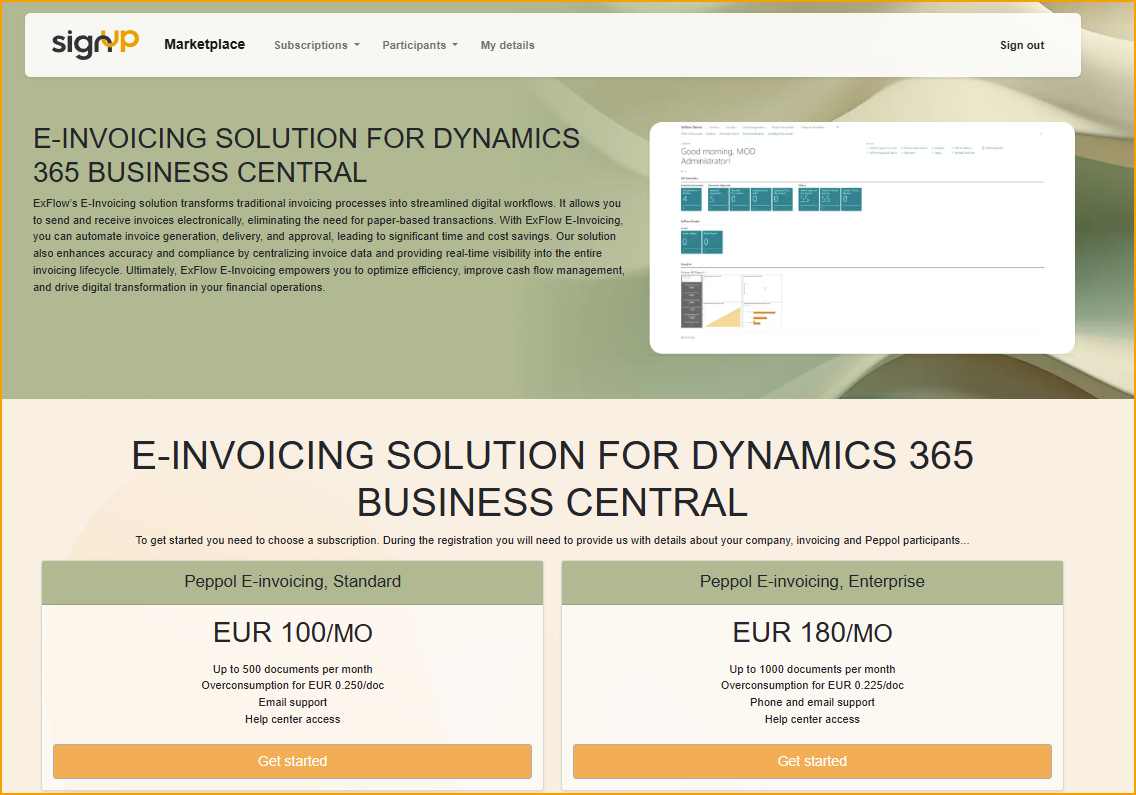 signUP
Marketplace
Subscriptions
Participants
My details
Sign out
E-INVOICING SOLUTION FOR DYNAMICS
365 BUSINESS CENTRAL
ExFlow's E-Invoicing solution transforms traditional invoicing processes into streamlined digital workflows. It allows you
to send and receive invoices electronically, eliminating the need for paper-based transactions. With ExFlow E-Invoicing,
you can automate invoice generation, delivery, and approval, leading to significant time and cost savings. Our solution
also enhances accuracy and compliance by centralizing invoice data and providing real-time visibility into the entire
invoicing lifecycle. Ultimately, ExFlow E-Invoicing empowers you to optimize efficiency, improve cash flow management,
and drive digital transformation in your financial operations.
Good morning, MOD
Administrator!
4
5
0
0
0
55
55
0
0
0
E-INVOICING SOLUTION FOR DYNAMICS 365
BUSINESS CENTRAL
To get started you need to choose a subscription. During the registration you will need to provide us with details about your company, invoicing and Peppol participants...
Peppol E-invoicing, Standard
EUR 100/MO
Up to 500 documents per month
Overconsumption for EUR 0.250/doc
Email support
Help center access
Get started
Peppol E-invoicing, Enterprise
EUR 180/MO
Up to 1000 documents per month
Overconsumption for EUR 0.225/doc
Phone and email support
Help center access
Get started